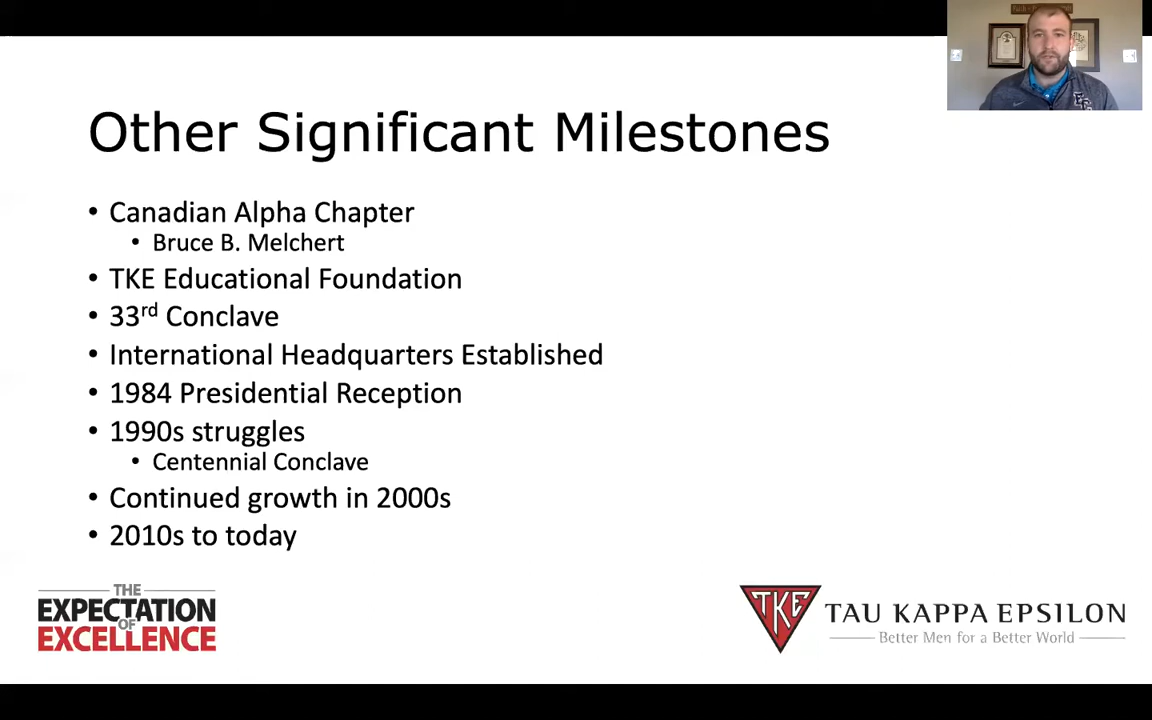 Other Significant Milestones
• Canadian Alpha Chapter
• Bruce B. Melchert
• TKE Educational Foundation
• 33rd Conclave
• International Headquarters Established
• 1984 Presidential Reception
• 1990s struggles
• Centennial Conclave
• Continued growth in 2000s
• 2010s to today
THE
EXPECTATION
OF
EXCELLENCE
TKE
TAU KAPPA EPSILON
Better Men for a Better World